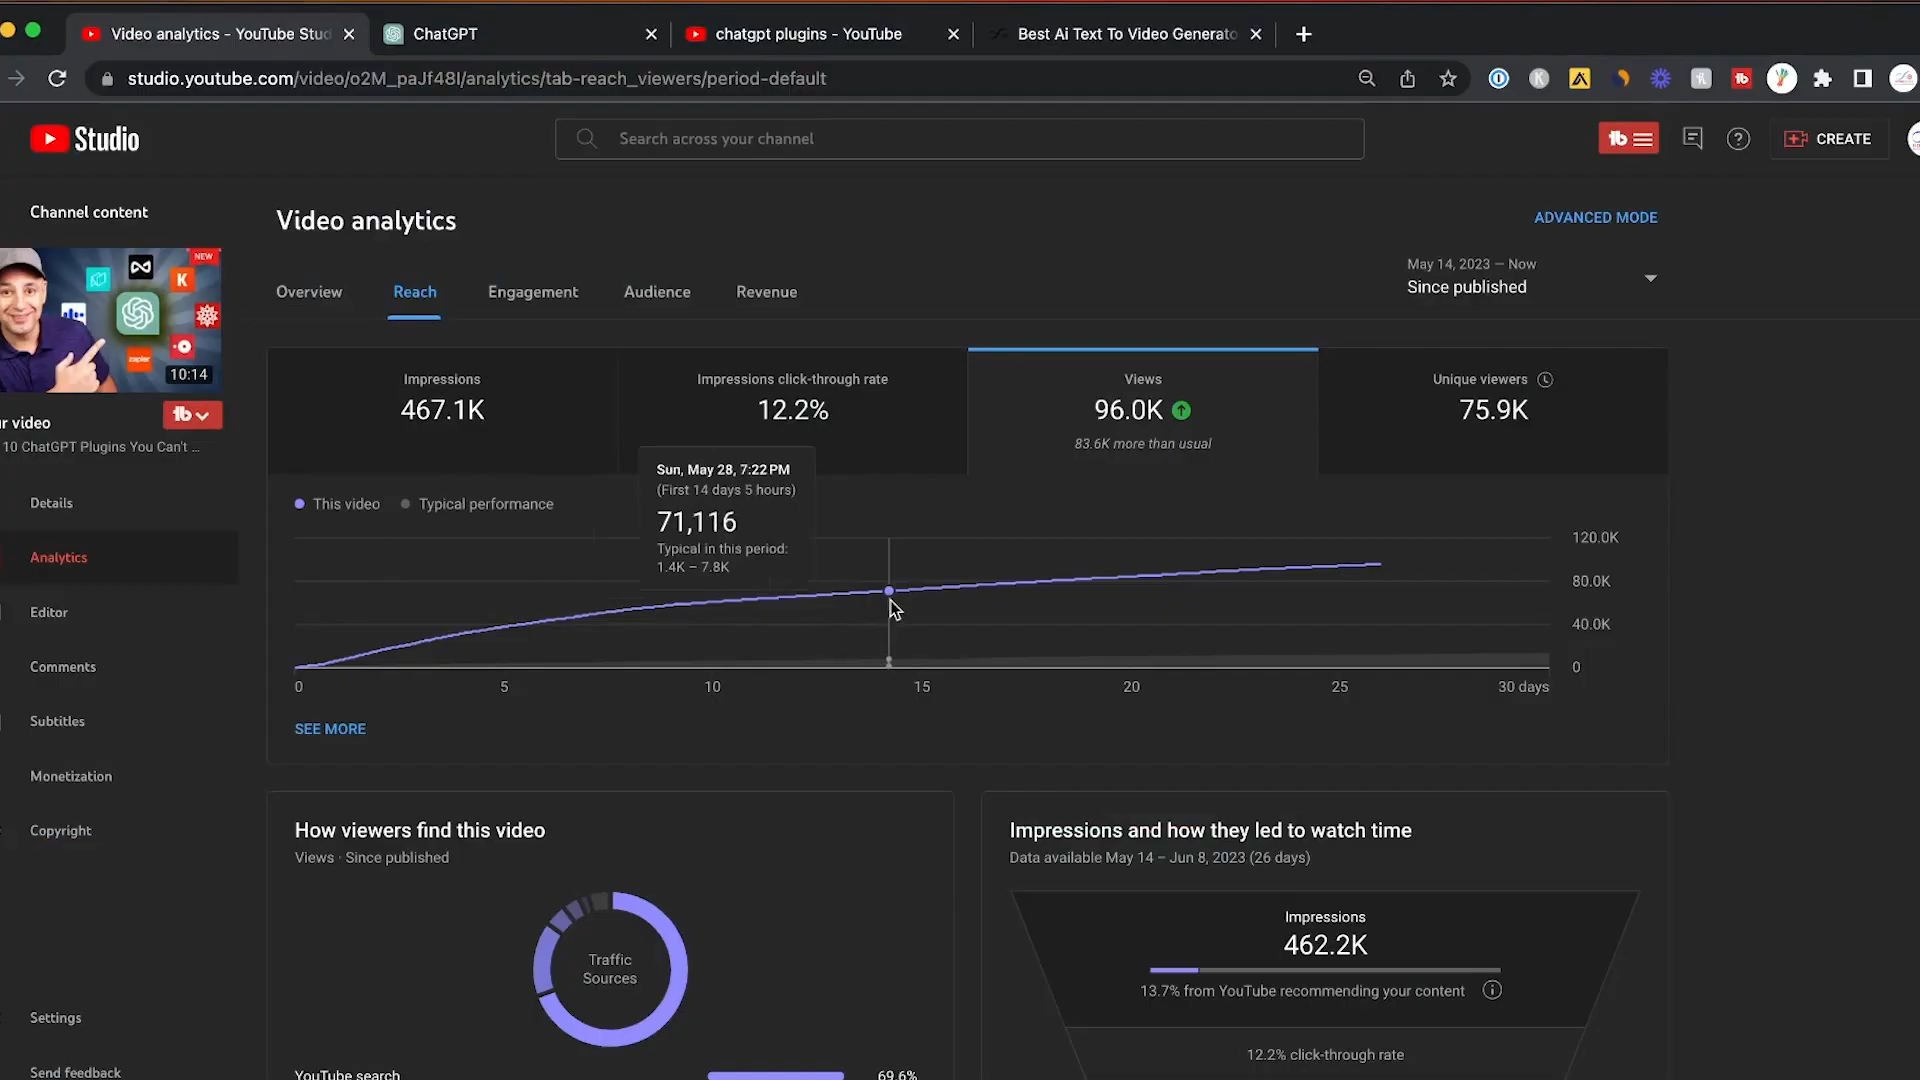 Video analytics - YouTube Stud
ChatGPT
chatgpt plugins - YouTube
Best Ai Text To Video Generato
studio.youtube.com/video/o2M_paJf48I/analytics/tab-reach_viewers/period-default
Studio
Search across your channel
CREATE
Channel content
Video analytics
ADVANCED MODE
May 14, 2023 – Now
Since published
NEW
K
zapier
10:14
Overview
Reach
Engagement
Audience
Revenue
r video
10 ChatGPT Plugins You Can't ...
Details
Analytics
Editor
Comments
Subtitles
Monetization
Copyright
Settings
Send feedback
Impressions
467.1K
Impressions click-through rate
12.2%
Views
96.0K
83.6K more than usual
Unique viewers
75.9K
This video
Typical performance
Sun, May 28, 7:22 PM
(First 14 days 5 hours)
71,116
Typical in this period:
1.4K – 7.8K
120.0K
80.0K
40.0K
0
0 5 10 15 20 25 30 days
SEE MORE
How viewers find this video
Views · Since published
Traffic
Sources
YouTube search 69.6%
Impressions and how they led to watch time
Data available May 14 – Jun 8, 2023 (26 days)
Impressions
462.2K
13.7% from YouTube recommending your content
12.2% click-through rate